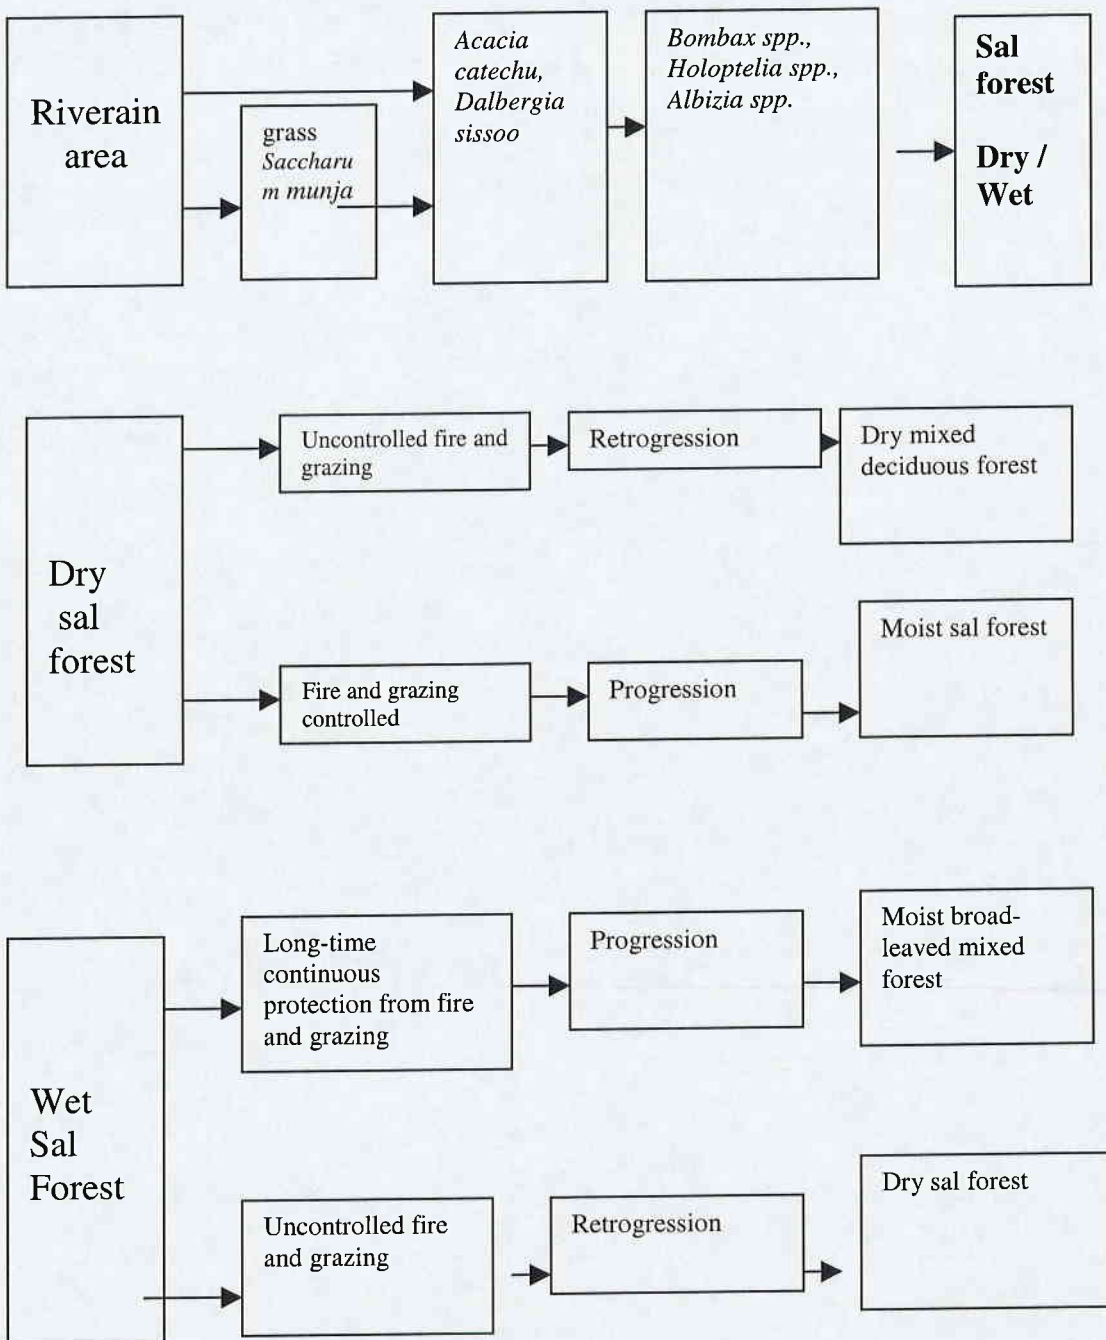 Riverain
area
grass
Saccharu
m munja
Acacia
catechu,
Dalbergia
sissoo
Bombax spp.,
Holoptelia spp.,
Albizia spp.
Sal
forest
Dry /
Wet
Dry
sal
forest
Uncontrolled fire and
grazing
Retrogression
Dry mixed
deciduous forest
Fire and grazing
controlled
Progression
Moist sal forest
Wet
Sal
Forest
Long-time
continuous
protection from fire
and grazing
Progression
Moist broad-
leaved mixed
forest
Uncontrolled fire
and grazing
Retrogression
Dry sal forest